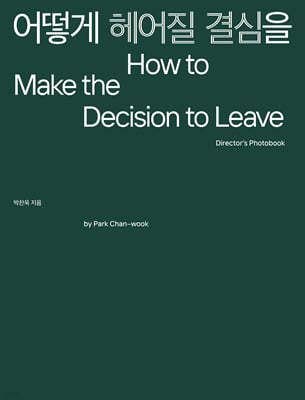 어떻게 헤어질 결심을
How to
Make the
Decision to Leave
Director's Photobook
박찬욱 지음
by Park Chan-wook